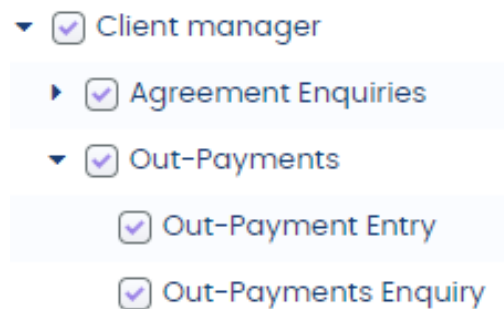 Client manager
Agreement Enquiries
Out-Payments
Out-Payment Entry
Out-Payments Enquiry